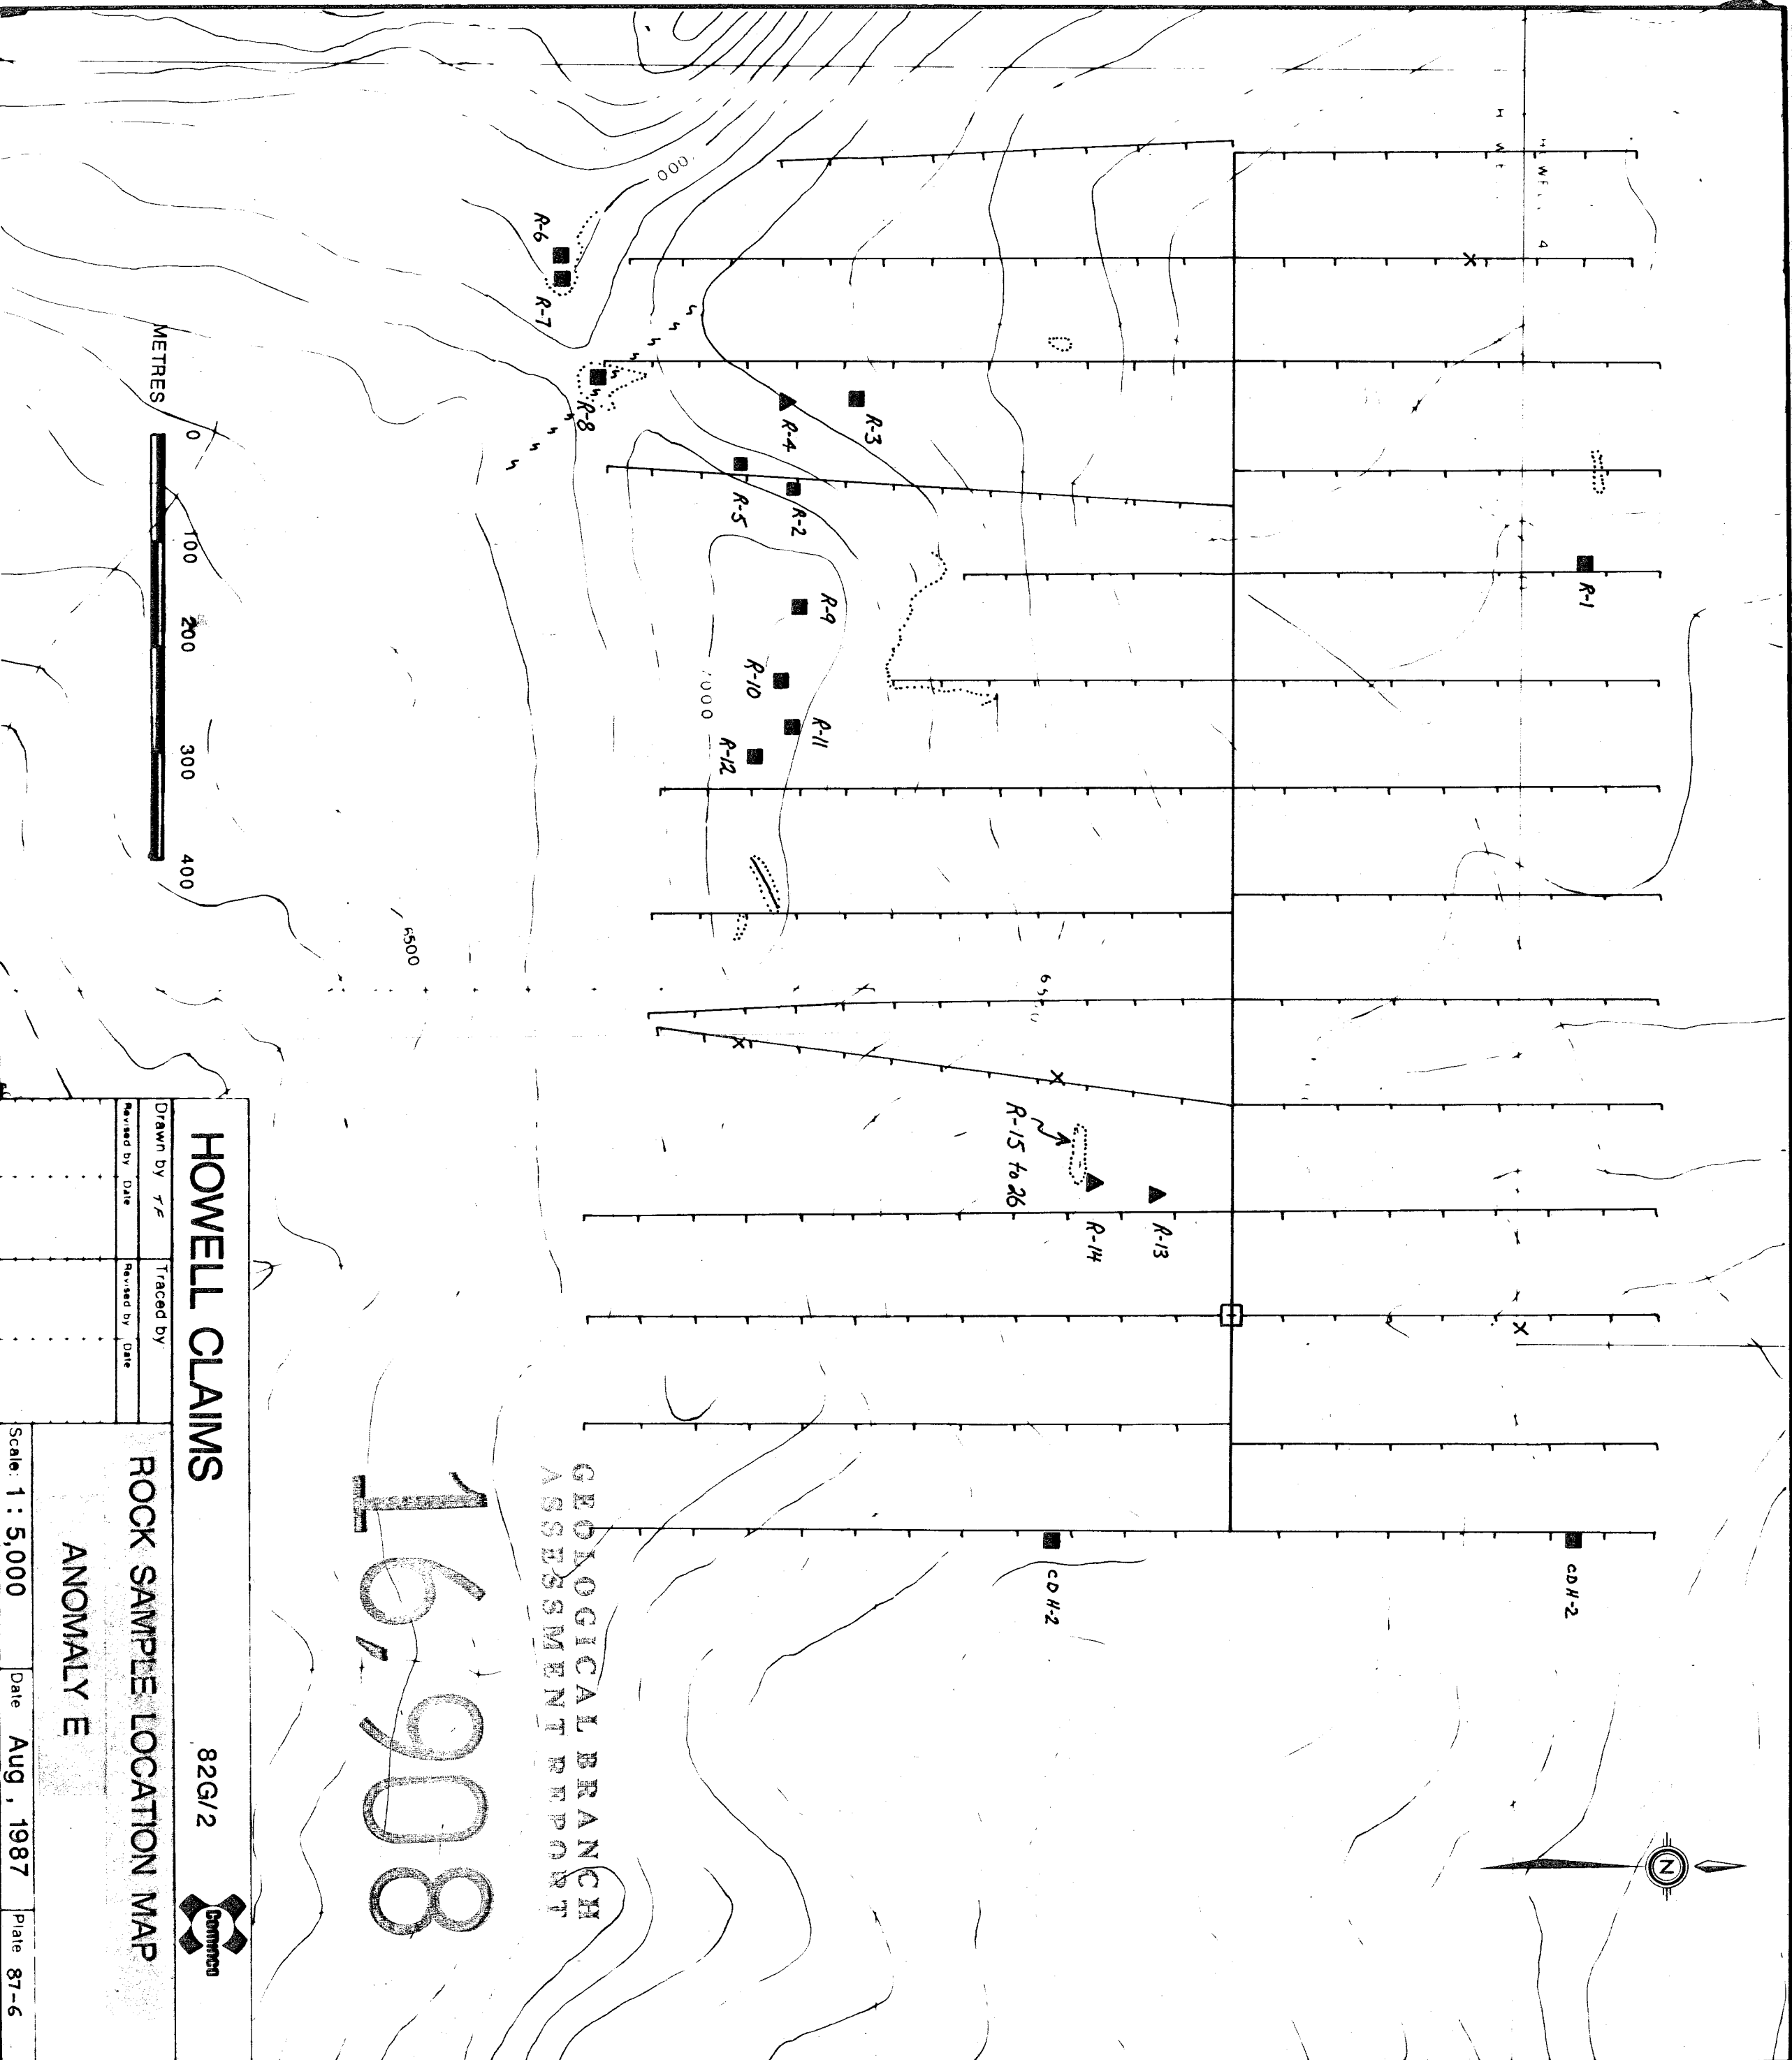 HOWELL CLAIMS
82G/2
Cominco
Drawn by TF
Traced by
Revised by Date
Revised by Date
ROCK SAMPLE LOCATION MAP
ANOMALY E
Scale: 1 : 5,000
Date Aug, 1987
Plate 87-6
GEOLOGICAL BRANCH
ASSESSMENT REPORT
16,908
METRES
0 100 200 300 400
N
R-1
R-2
R-3
R-4
R-5
R-6
R-7
R-8
R-9
R-10
R-11
R-12
R-13
R-14
R-15 to 26
CDH-2
CDH-2
6500
000
000
4